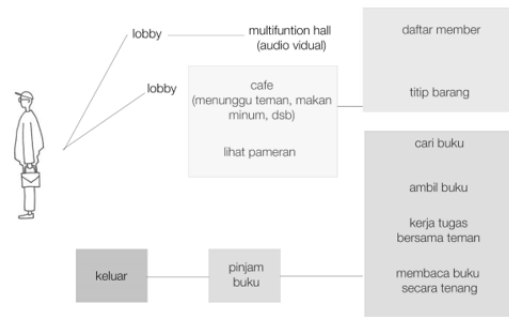 lobby
multifuntion hall
(audio vidual)
daftar member
lobby
cafe
(menunggu teman, makan
minum, dsb)
titip barang
lihat pameran
cari buku
ambil buku
kerja tugas
bersama teman
keluar
pinjam
buku
membaca buku
secara tenang